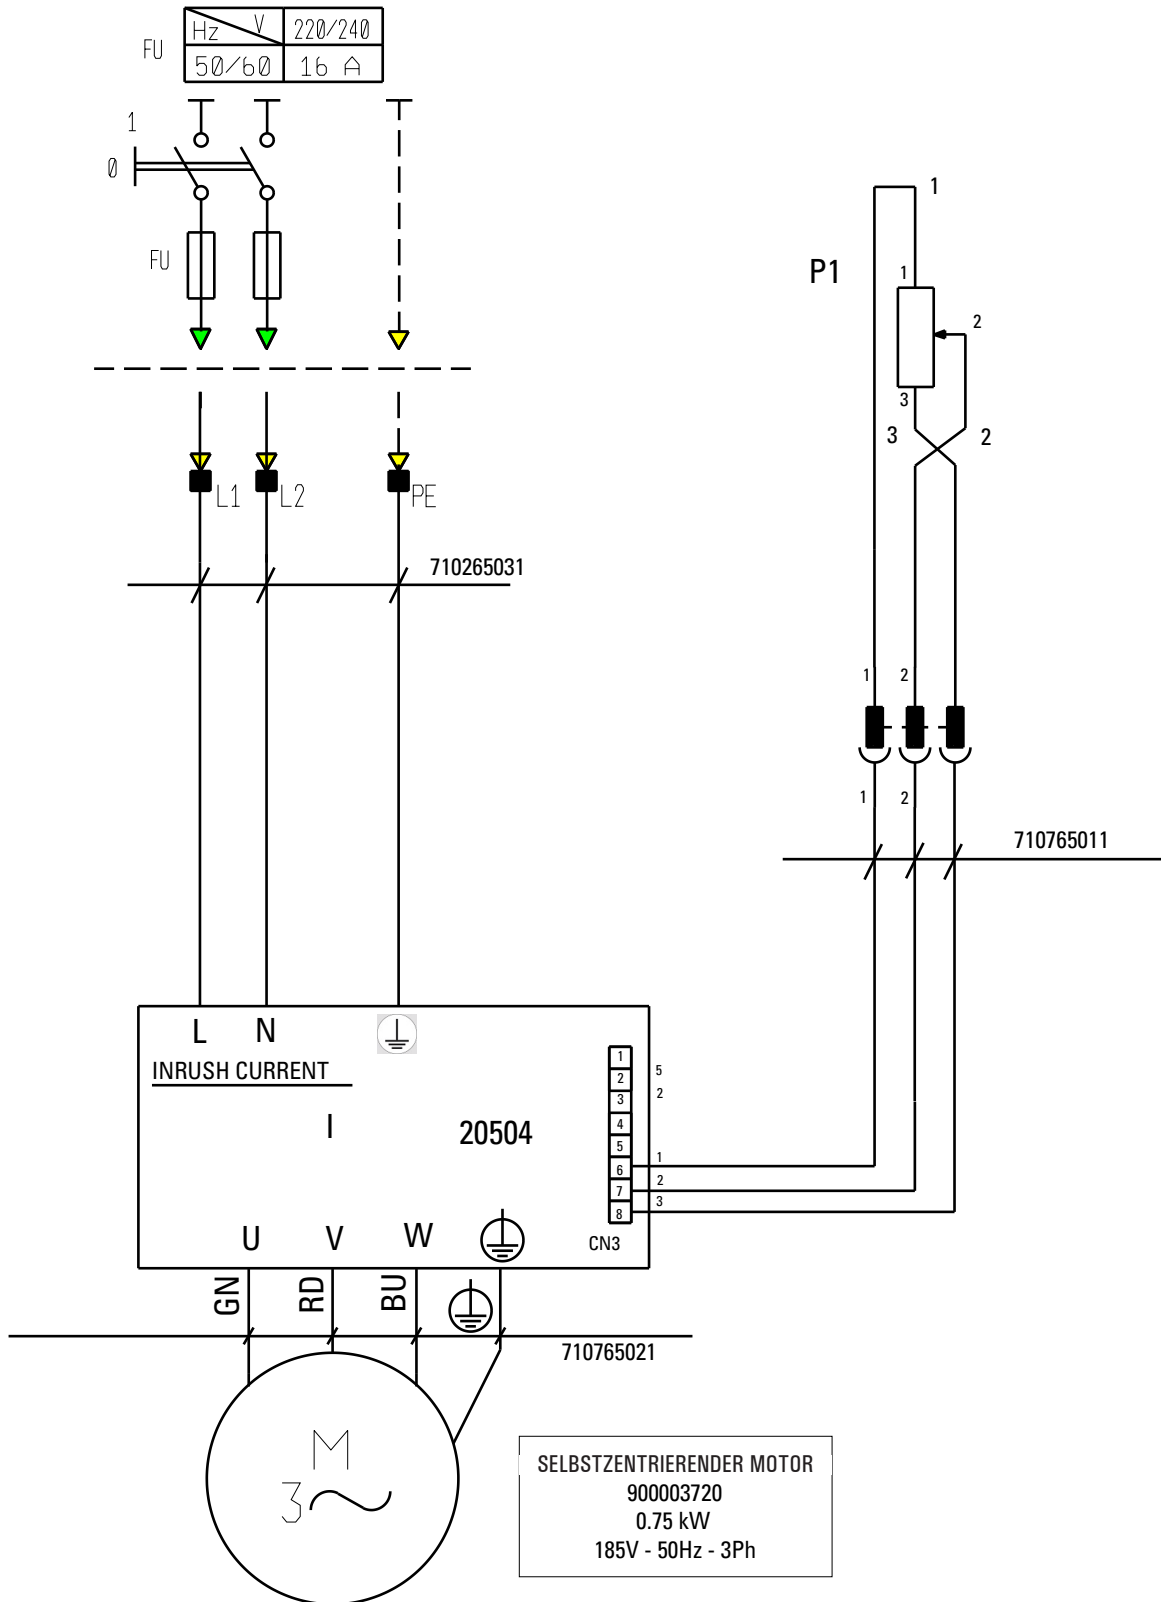 Hz V 220/240
FU
50/60 16 A
1
0
FU
1
P1
1
2
3
3 2
L1 L2 PE
710265031
1 2
1 2
710765011
L N
INRUSH CURRENT
1
2 5
3 2
4
I 20504
5
6 1
7 2
8 3
U V W
CN3
GN RD BU
710765021
M
3
SELBSTZENTRIERENDER MOTOR
900003720
0.75 kW
185V - 50Hz - 3Ph